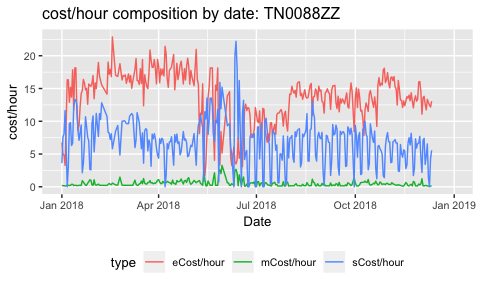 cost/hour composition by date: TN0088ZZ
cost/hour
20
15
10
5
0
Jan 2018 Apr 2018 Jul 2018 Oct 2018 Jan 2019
Date
type eCost/hour mCost/hour sCost/hour